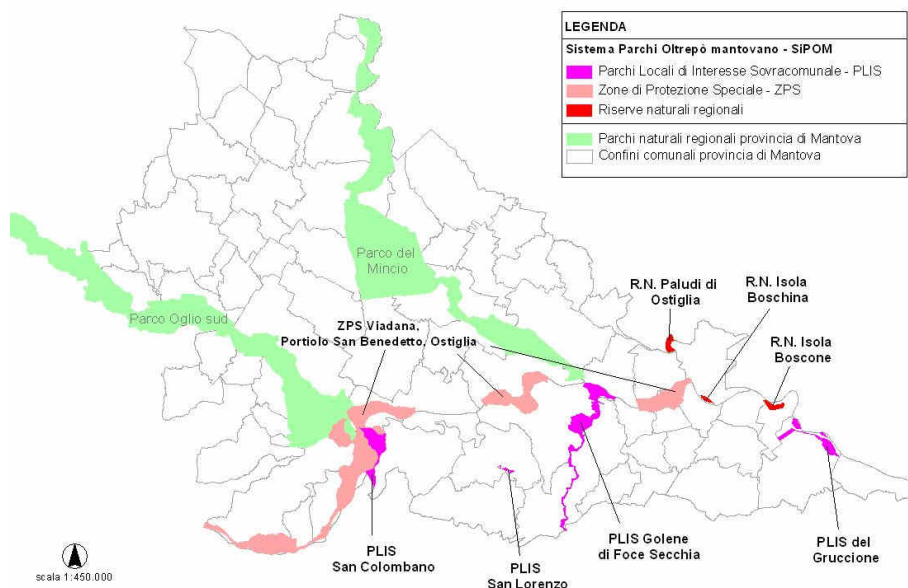 LEGENDA
Sistema Parchi Oltrepò mantovano - SiPOM
Parchi Locali di Interesse Sovracomunale - PLIS
Zone di Protezione Speciale - ZPS
Riserve naturali regionali
Parchi naturali regionali provincia di Mantova
Confini comunali provincia di Mantova
Parco del
Mincio
R.N. Paludi di
Ostiglia
R.N. Isola
Boschina
Parco Oglio sud
ZPS Viadana,
Portiolo San Benedetto, Ostiglia
R.N. Isola
Boscone
PLIS
San Colombano
PLIS
San Lorenzo
PLIS Golene
di Foce Secchia
PLIS del
Gruccione
scala 1:450.000